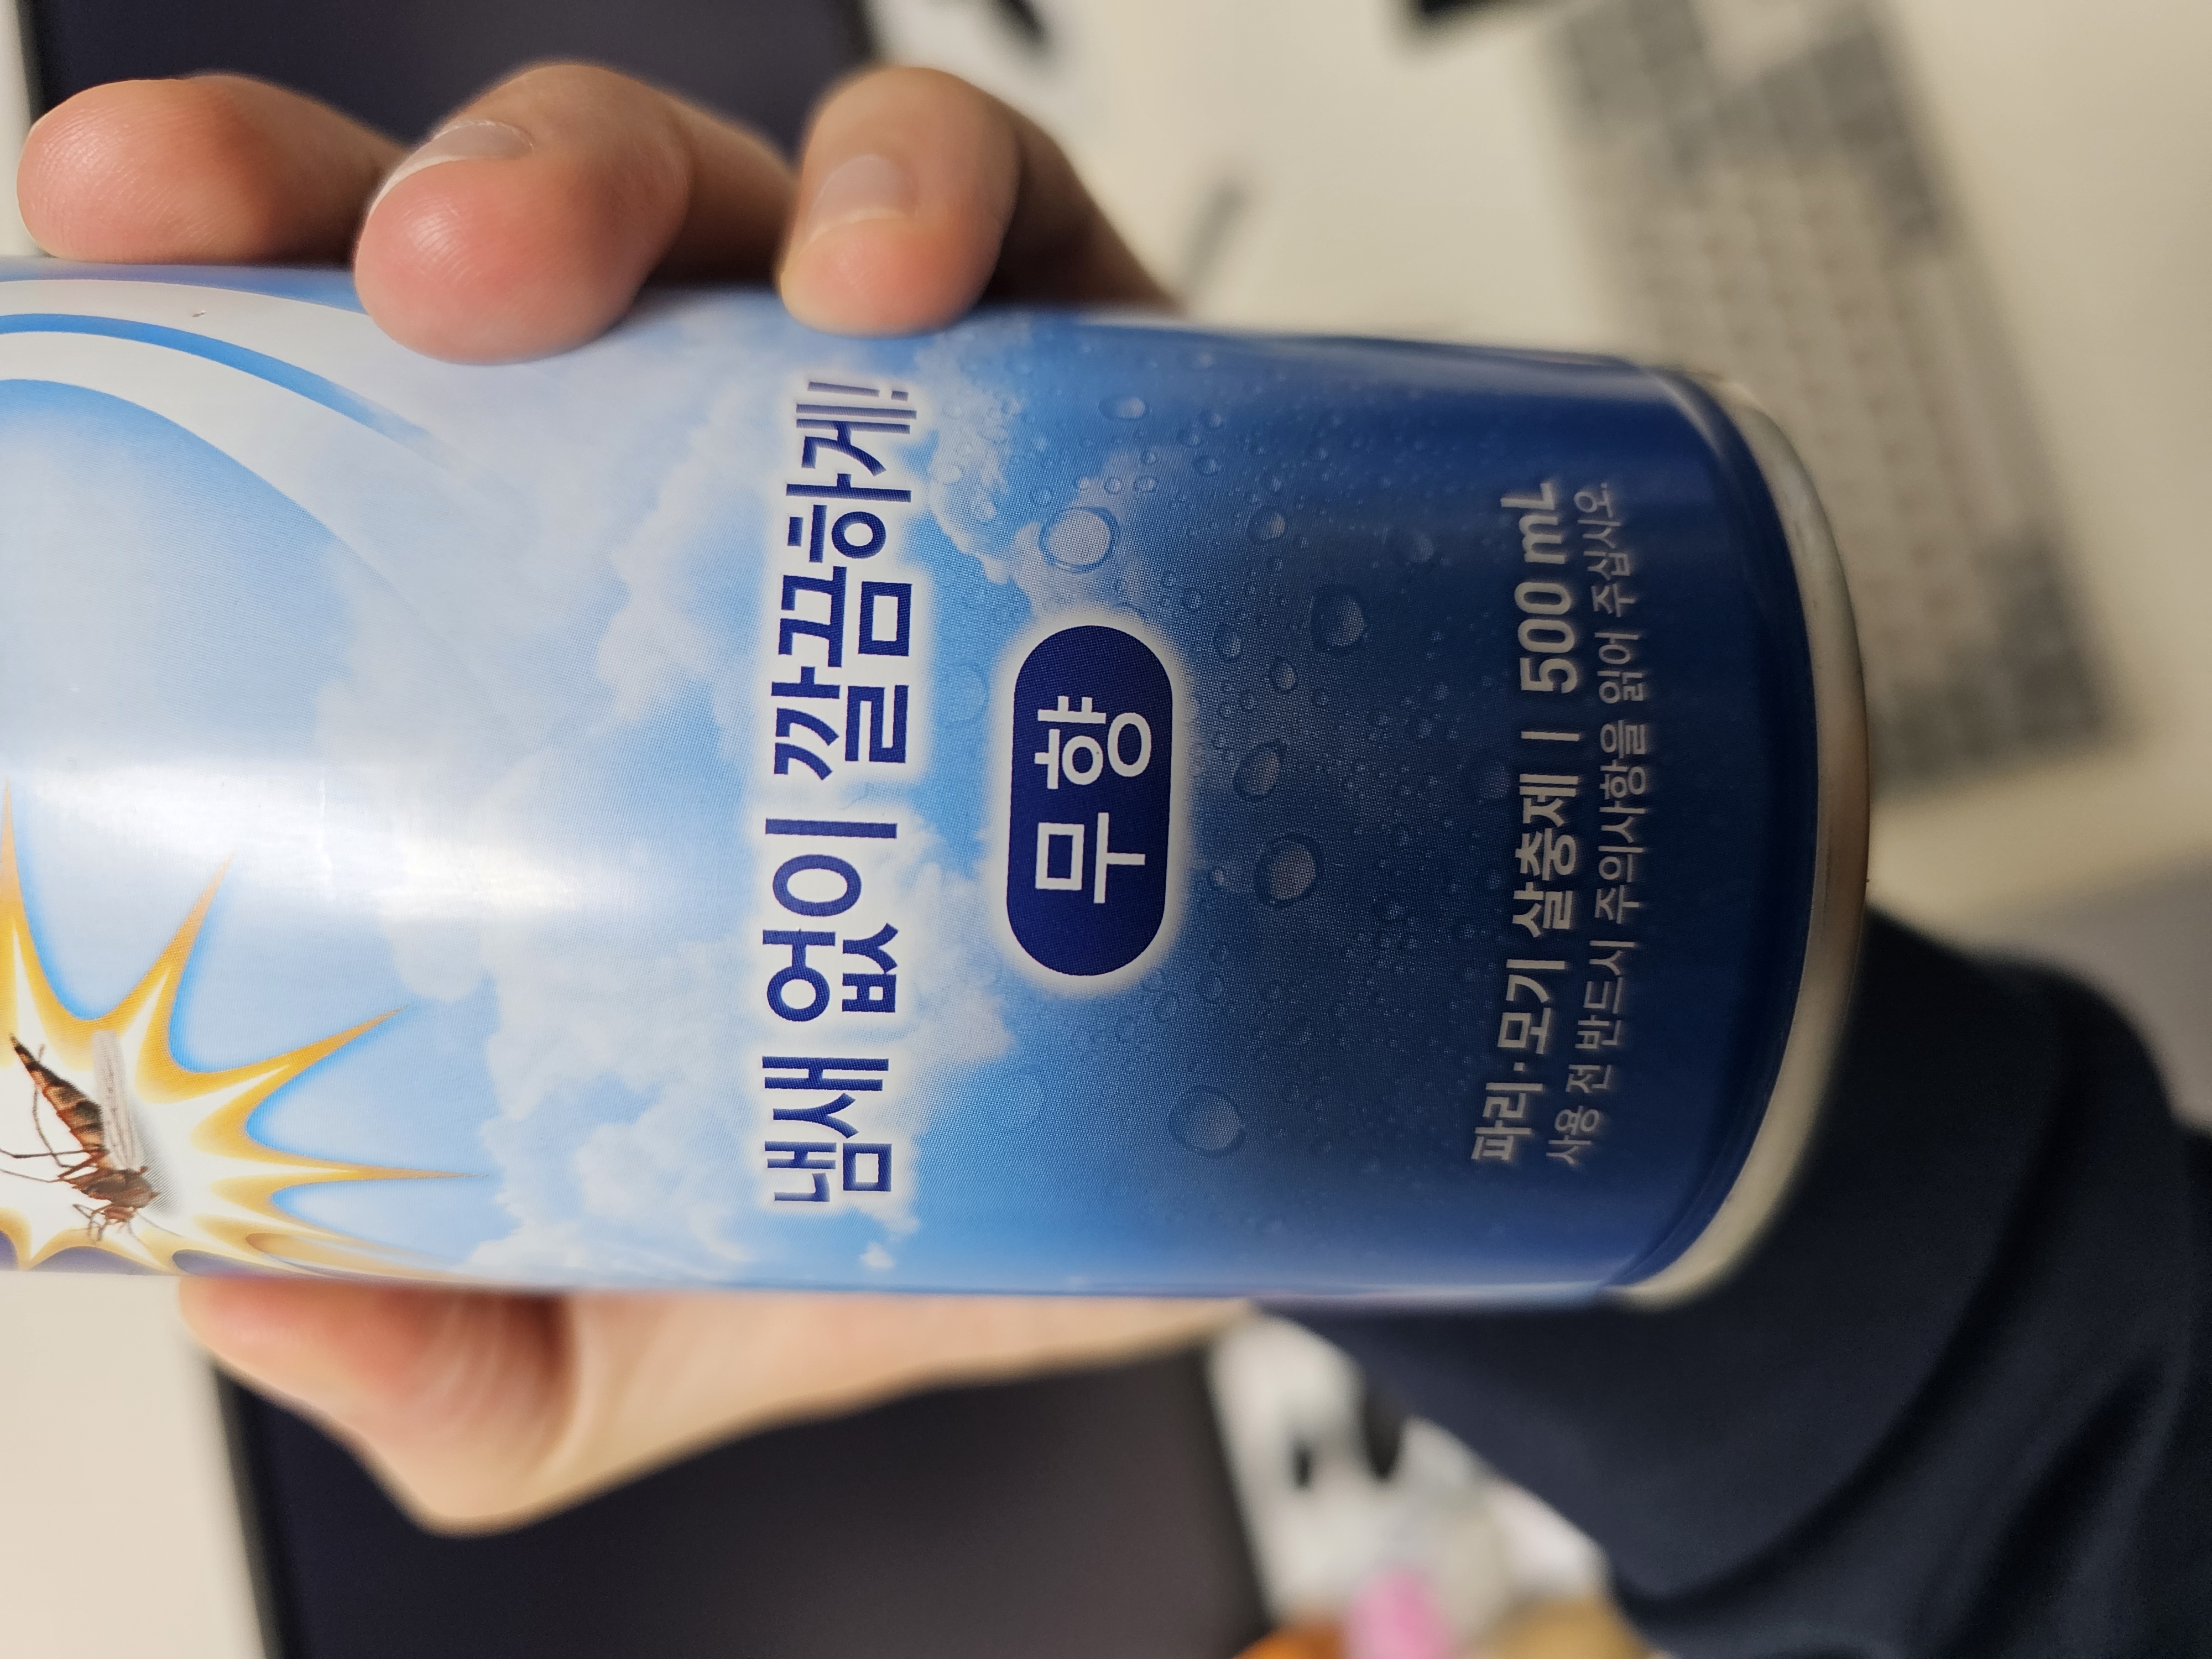 냄새 없이 깔끔하게!
무향
파리·모기 살충제 | 500 mL
사용 전 반드시 주의사항을 읽어 주십시오.